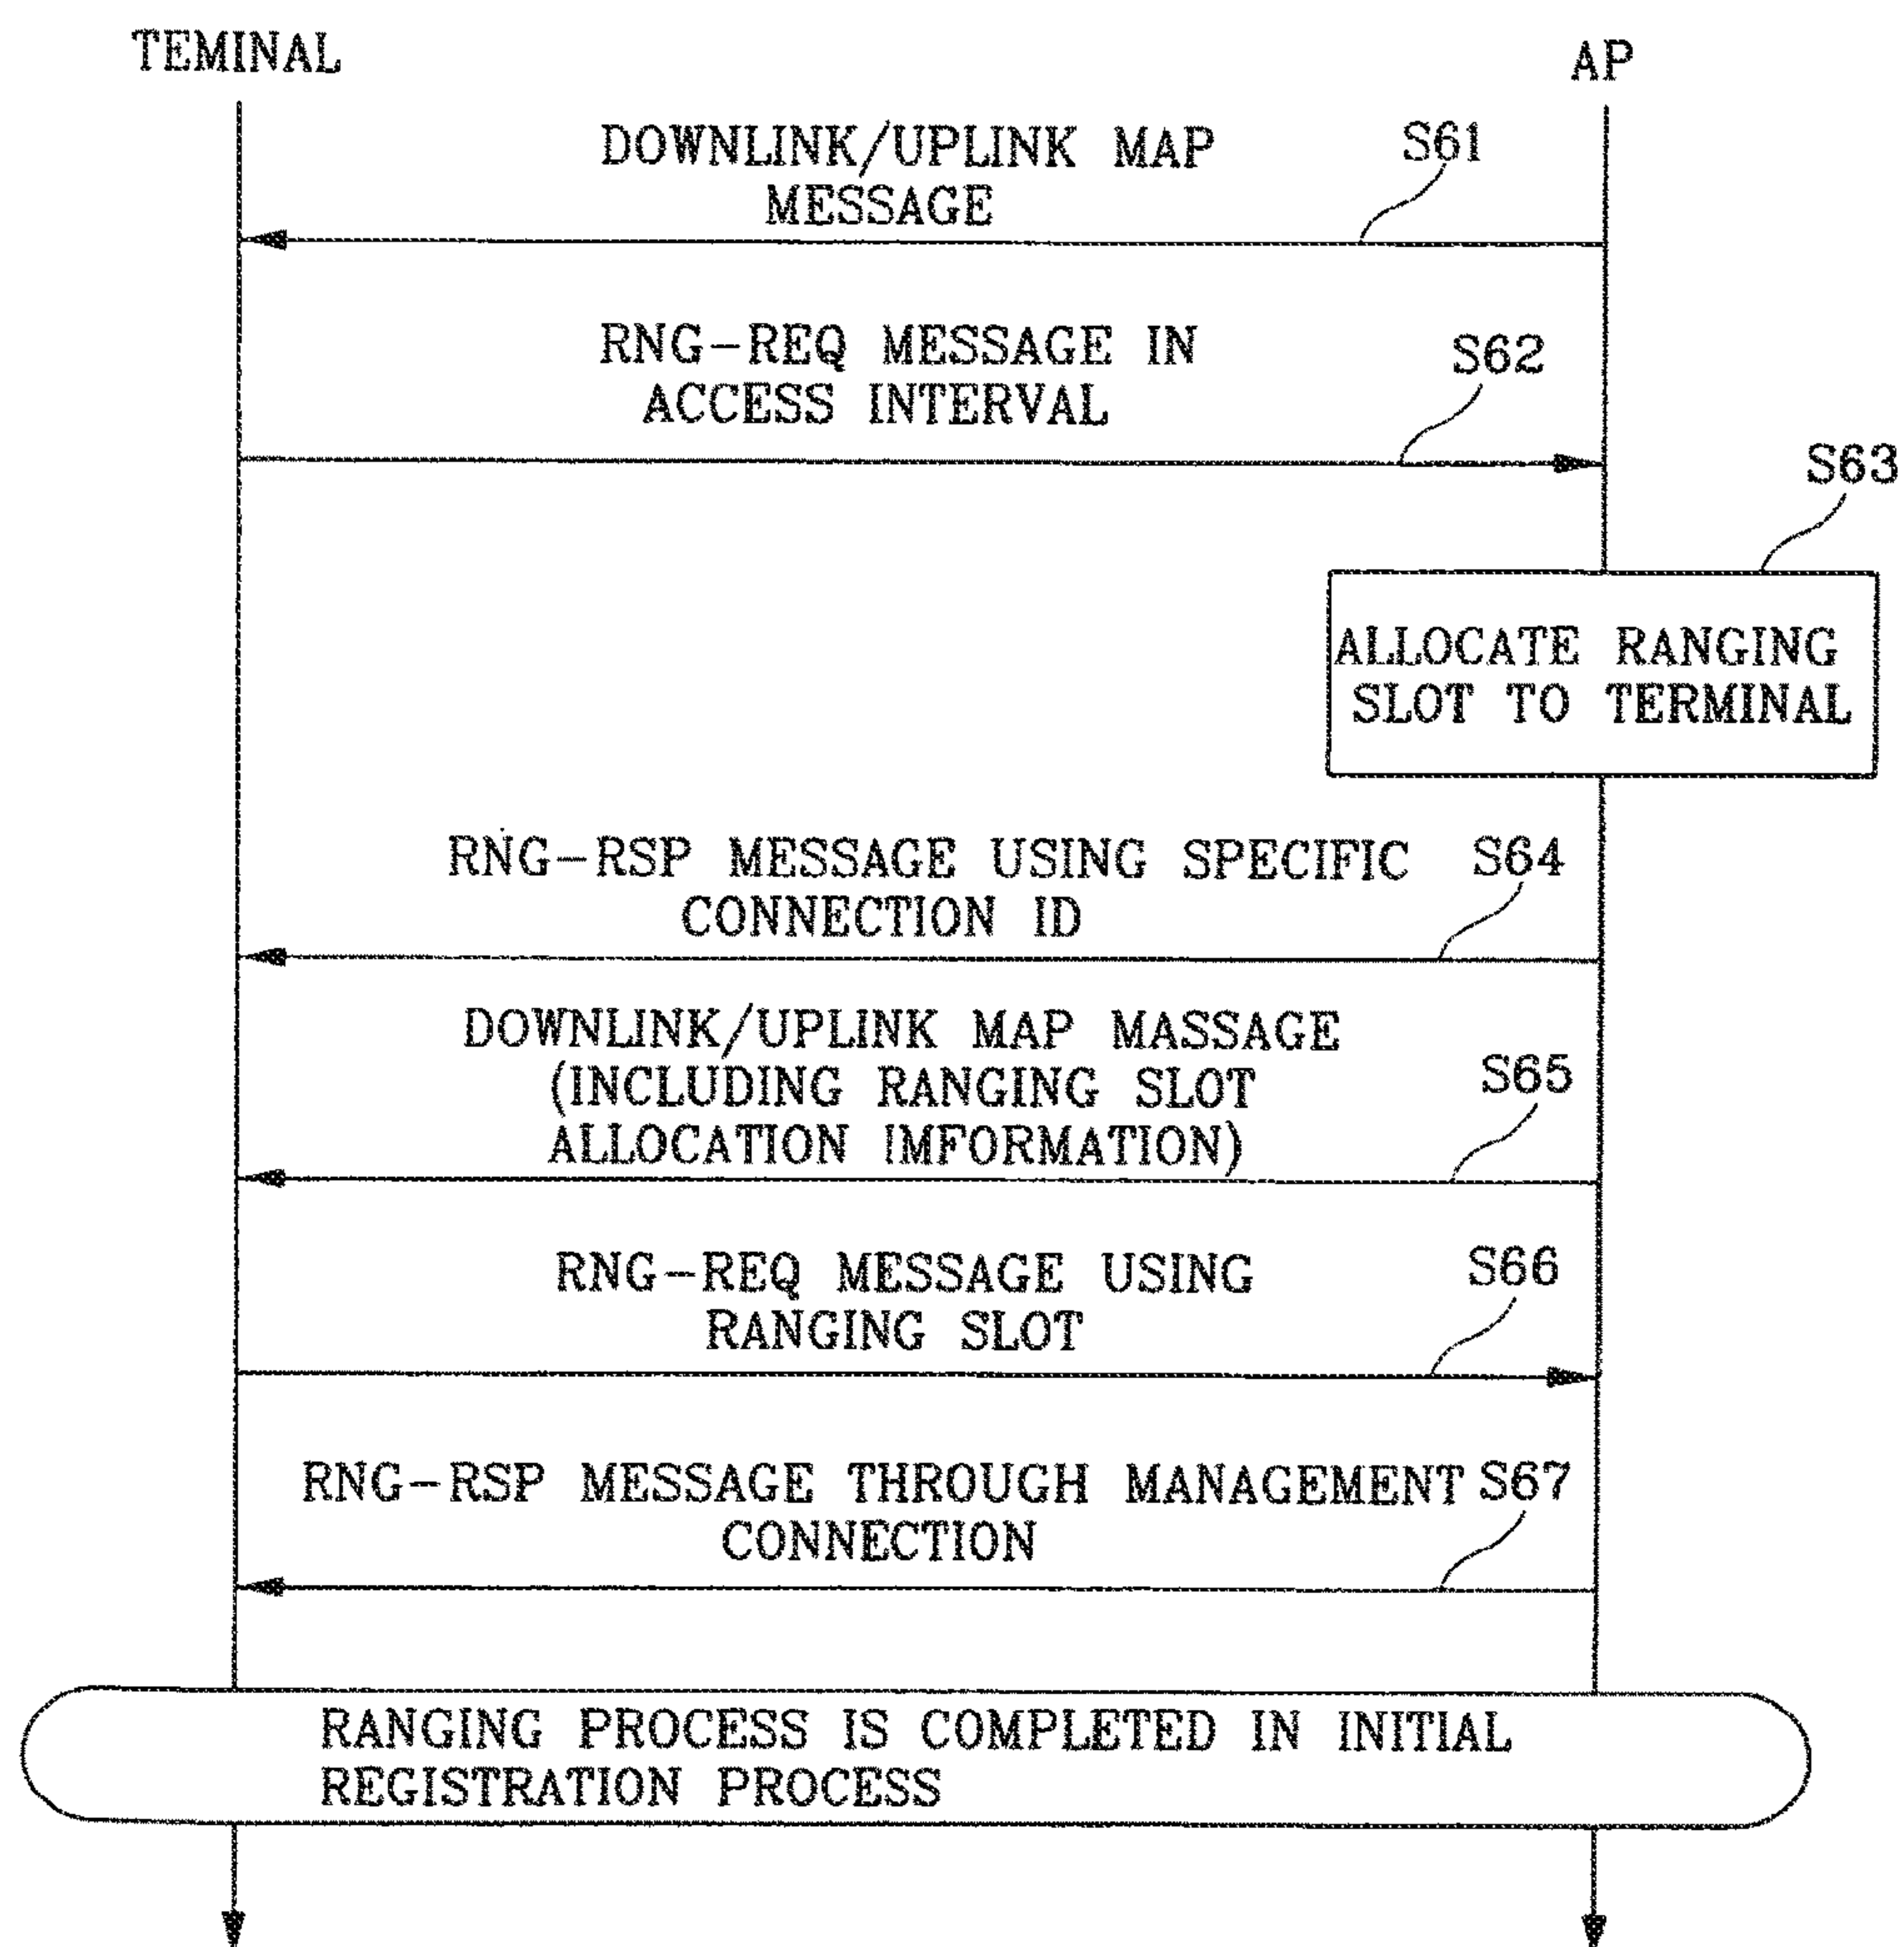 TEMINAL
AP
DOWNLINK/UPLINK MAP
MESSAGE
S61
RNG-REQ MESSAGE IN
ACCESS INTERVAL
S62
S63
ALLOCATE RANGING
SLOT TO TERMINAL
RNG-RSP MESSAGE USING SPECIFIC
CONNECTION ID
S64
DOWNLINK/UPLINK MAP MASSAGE
(INCLUDING RANGING SLOT
ALLOCATION IMFORMATION)
S65
RNG-REQ MESSAGE USING
RANGING SLOT
S66
RNG-RSP MESSAGE THROUGH MANAGEMENT
CONNECTION
S67
RANGING PROCESS IS COMPLETED IN INITIAL
REGISTRATION PROCESS